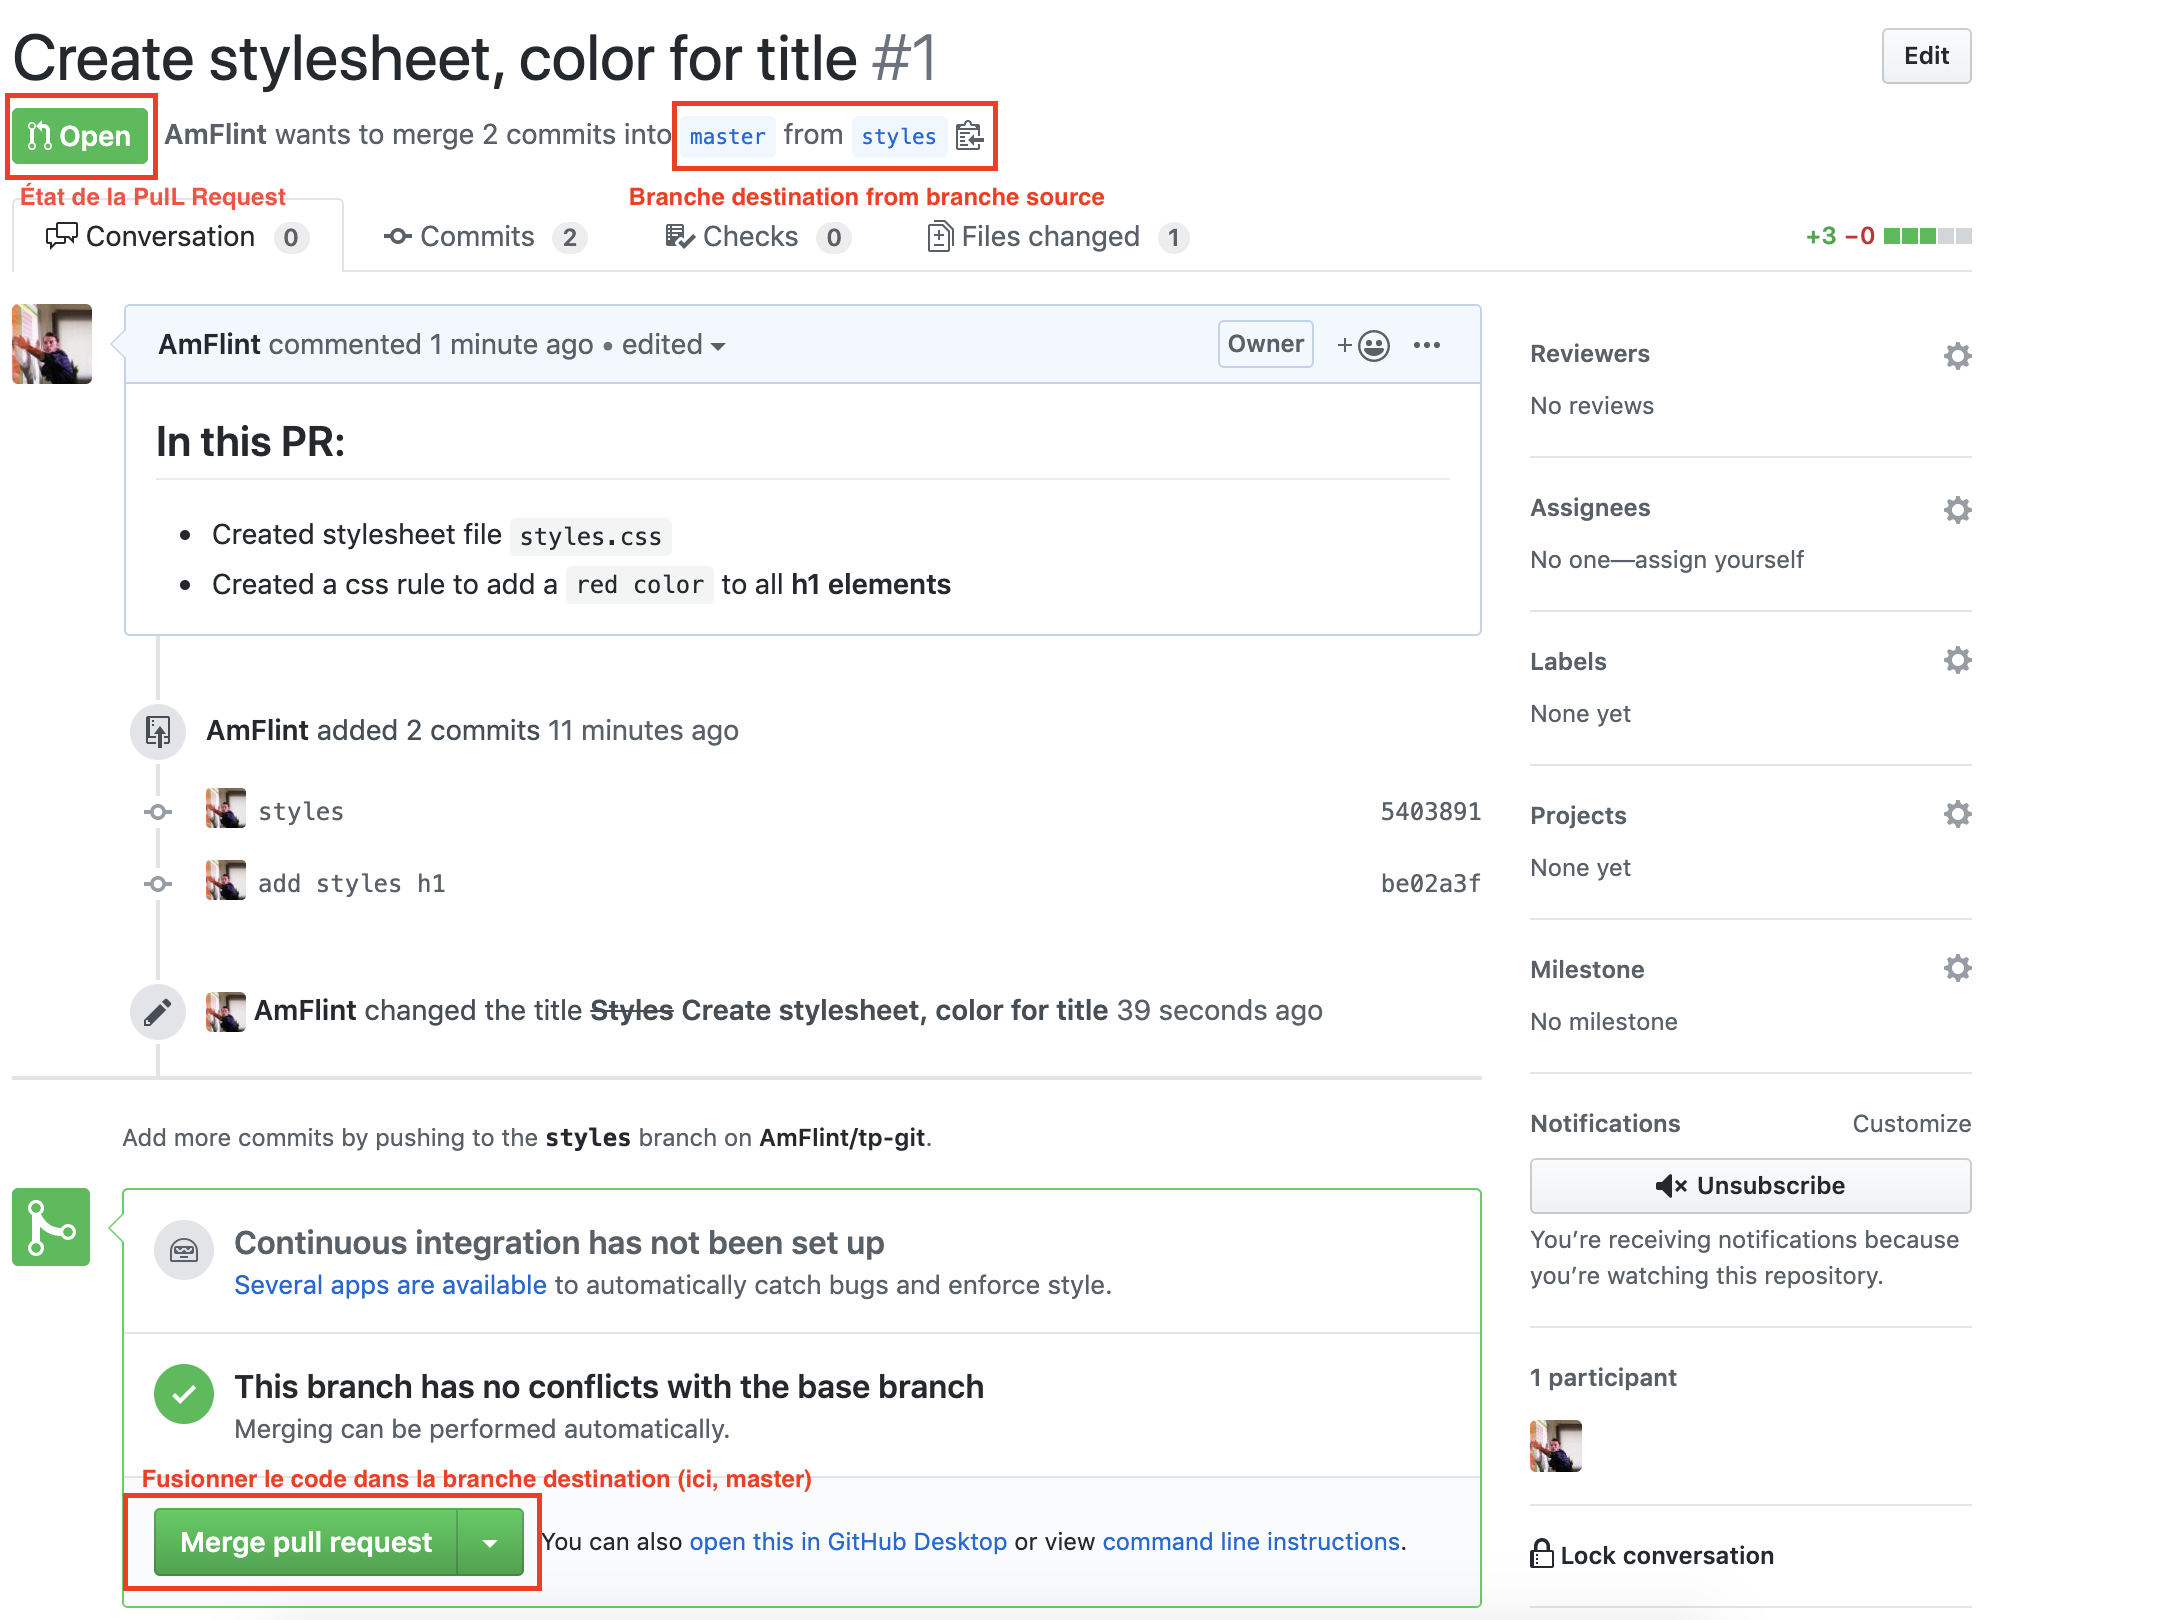 Create stylesheet, color for title #1
Edit
Open
AmFlint wants to merge 2 commits into master from styles
État de la PulL Request
Branche destination from branche source
Conversation 0
Commits 2
Checks 0
Files changed 1
+3 −0
AmFlint commented 1 minute ago • edited
Owner
+
In this PR:
• Created stylesheet file styles.css
• Created a css rule to add a red color to all h1 elements
AmFlint added 2 commits 11 minutes ago
styles 5403891
add styles h1 be02a3f
AmFlint changed the title Styles Create stylesheet, color for title 39 seconds ago
Add more commits by pushing to the styles branch on AmFlint/tp-git.
Continuous integration has not been set up
Several apps are available to automatically catch bugs and enforce style.
This branch has no conflicts with the base branch
Merging can be performed automatically.
Fusionner le code dans la branche destination (ici, master)
Merge pull request
You can also open this in GitHub Desktop or view command line instructions.
Reviewers
No reviews
Assignees
No one—assign yourself
Labels
None yet
Projects
None yet
Milestone
No milestone
Notifications
Customize
Unsubscribe
You’re receiving notifications because
you’re watching this repository.
1 participant
Lock conversation